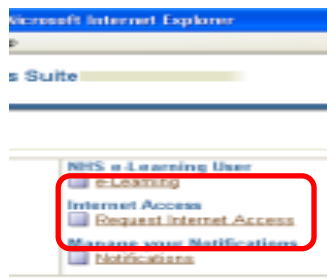 Microsoft Internet Explorer
s Suite
NHS e-Learning User
e-Learning
Internet Access
Request Internet Access
Manage your Notifications
Notifications